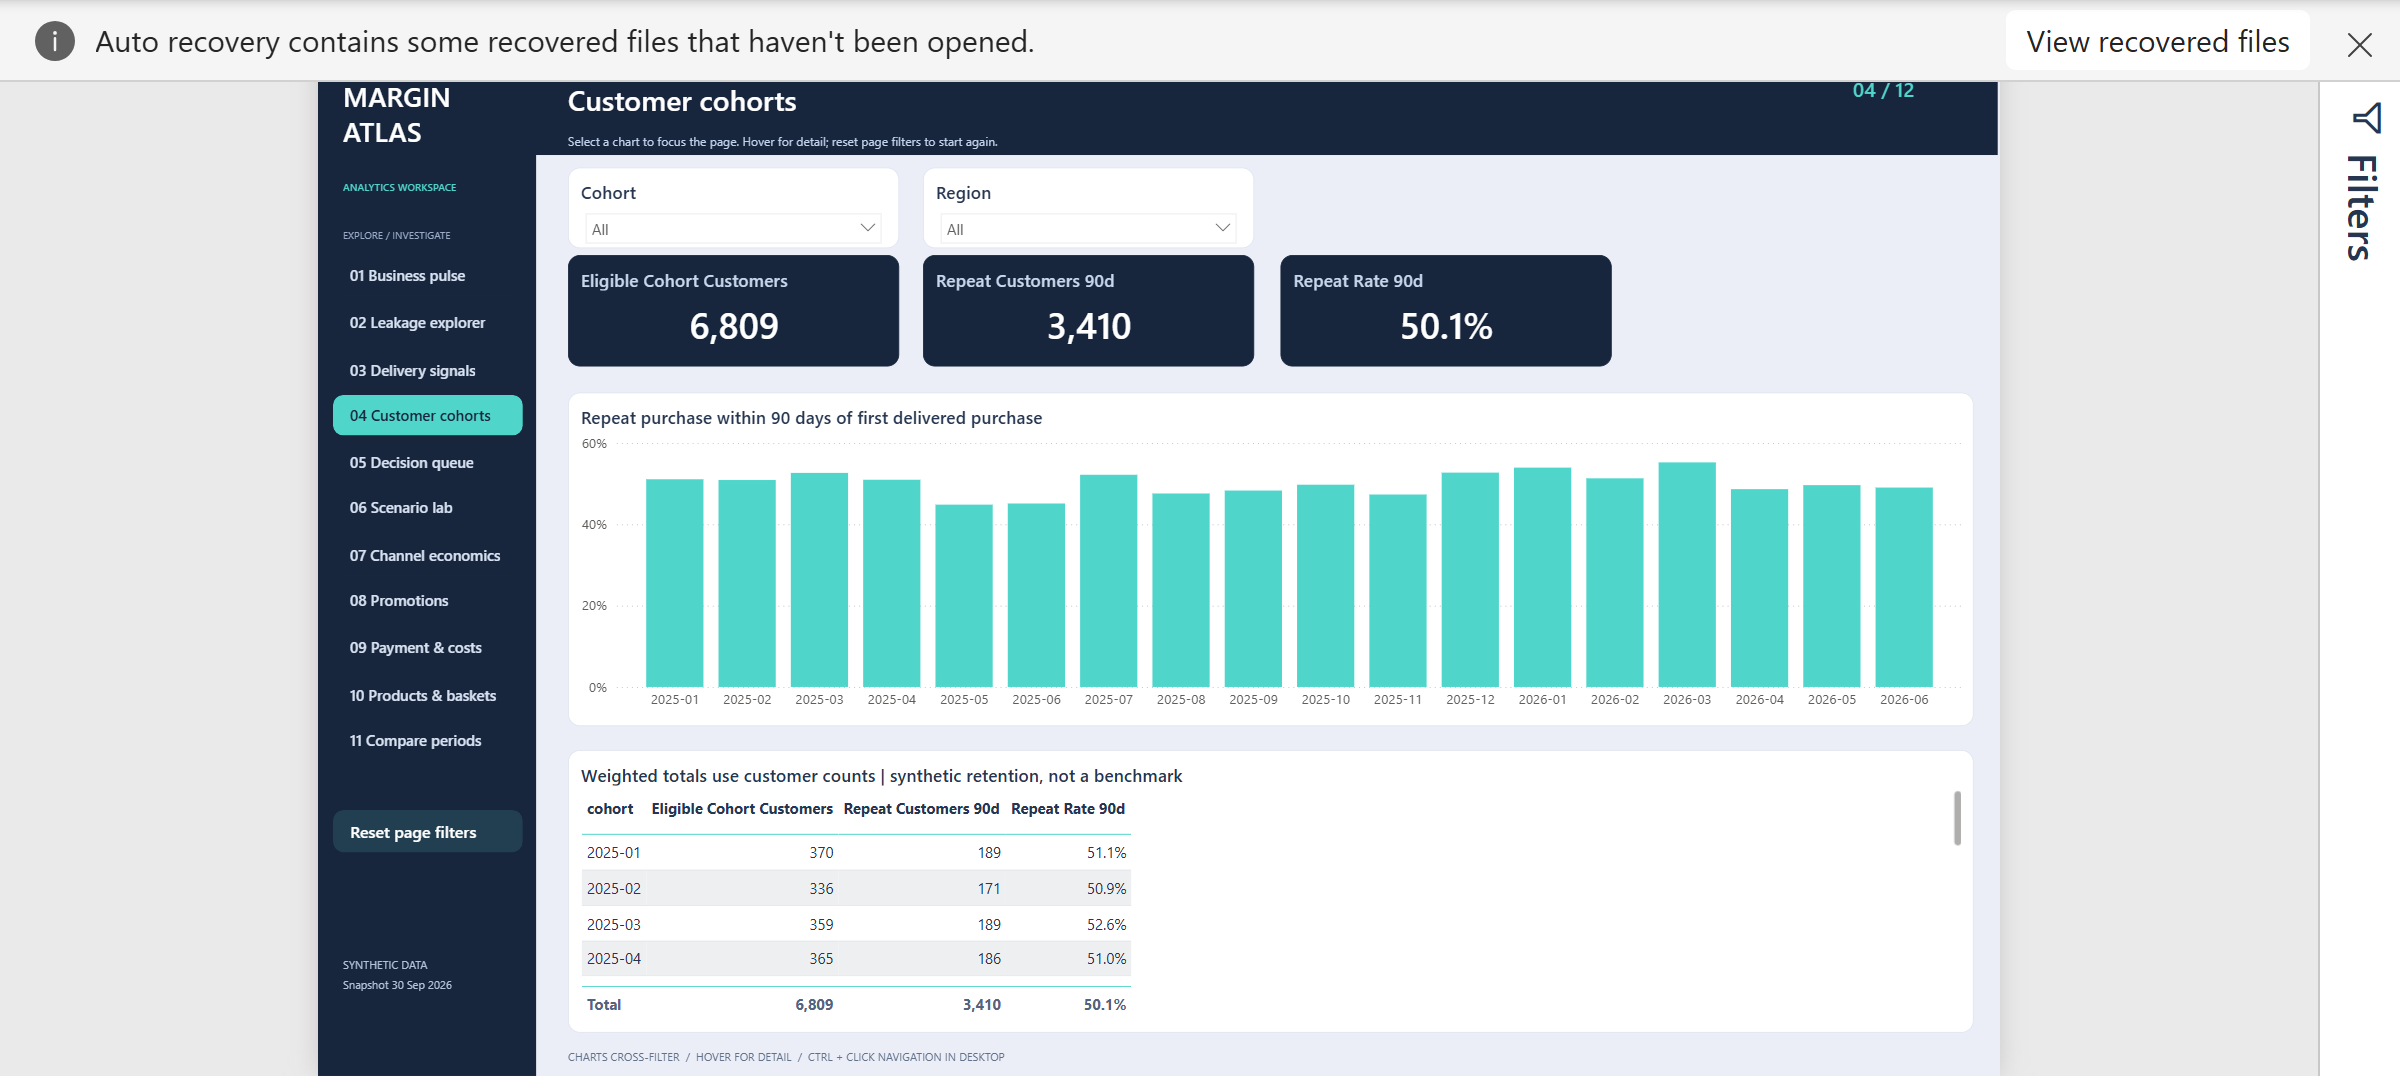 Auto recovery contains some recovered files that haven't been opened.
View recovered files
MARGIN
ATLAS
ANALYTICS WORKSPACE
EXPLORE / INVESTIGATE
01 Business pulse
02 Leakage explorer
03 Delivery signals
04 Customer cohorts
05 Decision queue
06 Scenario lab
07 Channel economics
08 Promotions
09 Payment & costs
10 Products & baskets
11 Compare periods
Reset page filters
SYNTHETIC DATA
Snapshot 30 Sep 2026
Customer cohorts
04 / 12
Select a chart to focus the page. Hover for detail; reset page filters to start again.
Cohort
All
Region
All
Eligible Cohort Customers
6,809
Repeat Customers 90d
3,410
Repeat Rate 90d
50.1%
Repeat purchase within 90 days of first delivered purchase
60%
40%
20%
0%
2025-01 2025-02 2025-03 2025-04 2025-05 2025-06 2025-07 2025-08 2025-09 2025-10 2025-11 2025-12 2026-01 2026-02 2026-03 2026-04 2026-05 2026-06
Weighted totals use customer counts | synthetic retention, not a benchmark
cohort Eligible Cohort Customers Repeat Customers 90d Repeat Rate 90d
2025-01 370 189 51.1%
2025-02 336 171 50.9%
2025-03 359 189 52.6%
2025-04 365 186 51.0%
Total 6,809 3,410 50.1%
CHARTS CROSS-FILTER / HOVER FOR DETAIL / CTRL + CLICK NAVIGATION IN DESKTOP
Filters